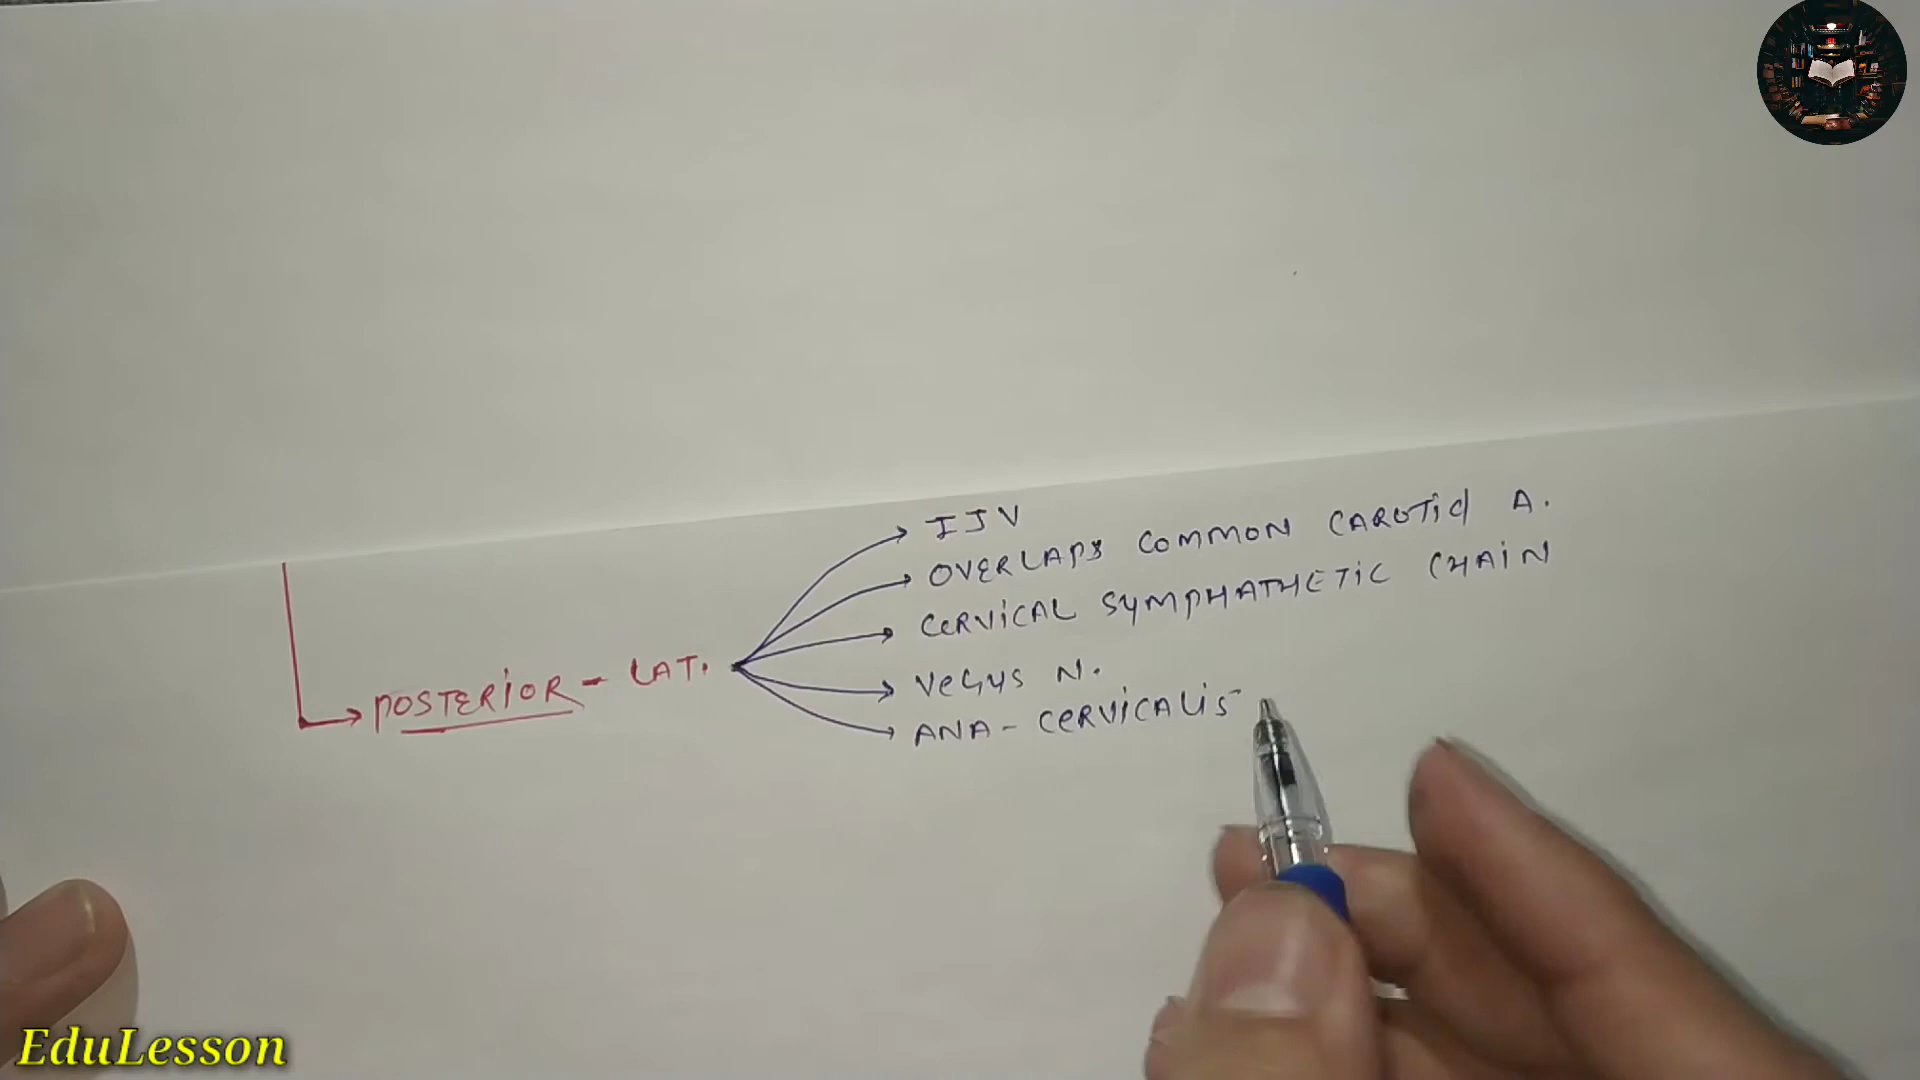 IJV
OVERLAPS COMMON CAROTID A.
CERVICAL SYMPHATHETIC CHAIN
POSTERIOR - LAT.
VEGUS N.
ANA - CERVICALIS
EduLesson